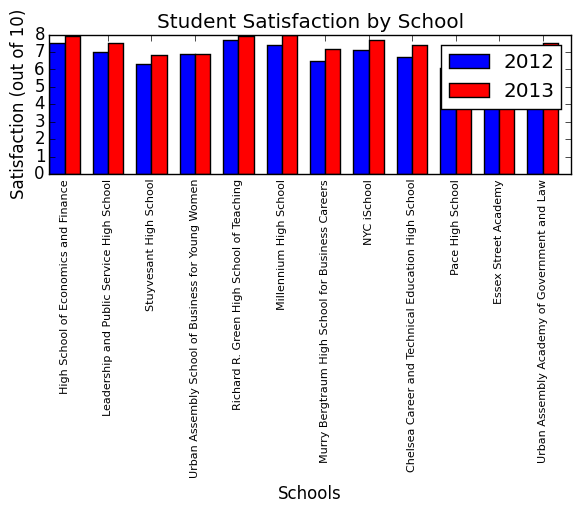 Student Satisfaction by School
Satisfaction (out of 10)
8
7
6
5
4
3
2
1
0
2012
2013
High School of Economics and Finance
Leadership and Public Service High School
Stuyvesant High School
Urban Assembly School of Business for Young Women
Richard R. Green High School of Teaching
Millennium High School
Murry Bergtraum High School for Business Careers
NYC iSchool
Chelsea Career and Technical Education High School
Pace High School
Essex Street Academy
Urban Assembly Academy of Government and Law
Schools